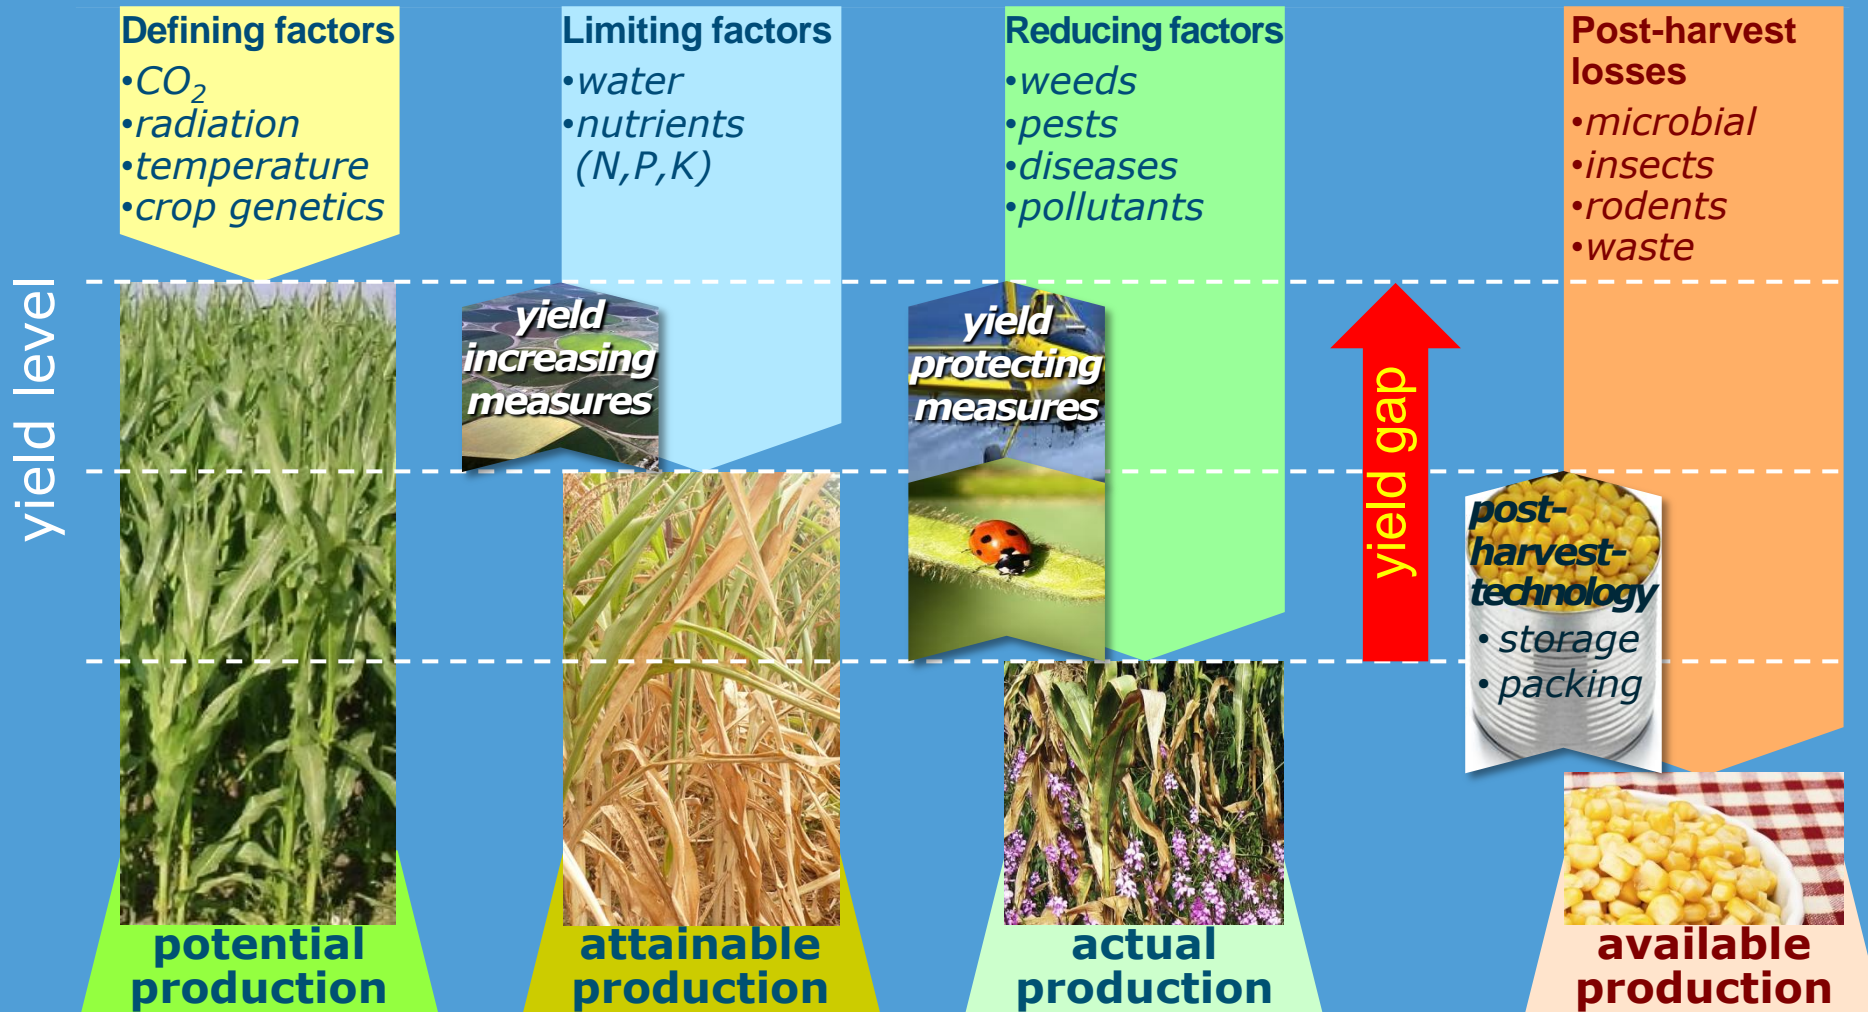 Defining factors
•CO₂
•radiation
•temperature
•crop genetics
Limiting factors
•water
•nutrients
(N,P,K)
Reducing factors
•weeds
•pests
•diseases
•pollutants
Post-harvest
losses
•microbial
•insects
•rodents
•waste
yield level
yield
increasing
measures
yield
protecting
measures
yield gap
post-
harvest-
technology
• storage
• packing
potential
production
attainable
production
actual
production
available
production